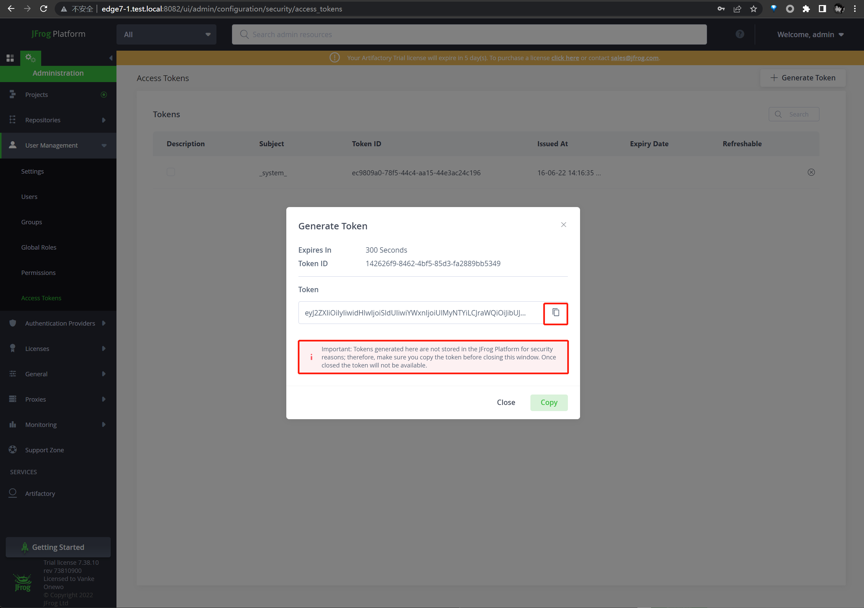 不安全 | edge7-1.test.local:8082/ui/admin/configuration/security/access_tokens
JFrog Platform
All
Search admin resources
Welcome, admin
Your Artifactory Trial license will expire in 5 day(s). To purchase a license click here or contact sales@jfrog.com.
Administration
Access Tokens
Generate Token
Projects
Repositories
User Management
Settings
Users
Groups
Global Roles
Permissions
Access Tokens
Authentication Providers
Licenses
General
Proxies
Monitoring
Support Zone
SERVICES
Artifactory
Getting Started
Trial license 7.38.10
rev 73810900
Licensed to Vanke
Onewo
© Copyright 2022
JFrog Ltd
JFrog
Tokens
Search
Description Subject Token ID Issued At Expiry Date Refreshable
_system_ ec9809a0-78f5-44c4-aa15-44e3ac24c196 16-06-22 14:16:35 ...
Generate Token
Expires In 300 Seconds
Token ID 142626f9-8462-4bf5-85d3-fa2889bb5349
Token
i Important: Tokens generated here are not stored in the JFrog Platform for security
reasons; therefore, make sure you copy the token before closing this window. Once
closed the token will not be available.
Close Copy